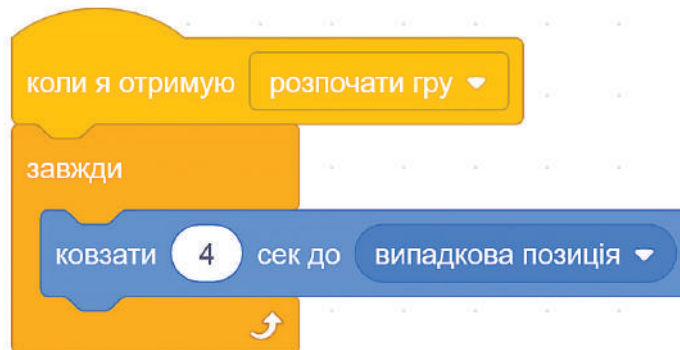 коли я отримую розпочати гру
завжди
ковзати 4 сек до випадкова позиція